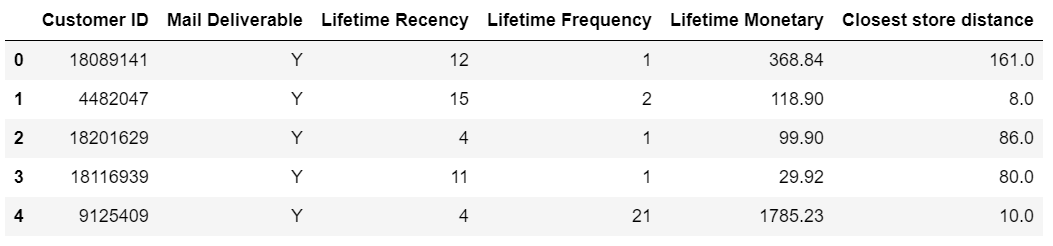 Customer ID Mail Deliverable Lifetime Recency Lifetime Frequency Lifetime Monetary Closest store distance
0 18089141 Y 12 1 368.84 161.0
1 4482047 Y 15 2 118.90 8.0
2 18201629 Y 4 1 99.90 86.0
3 18116939 Y 11 1 29.92 80.0
4 9125409 Y 4 21 1785.23 10.0